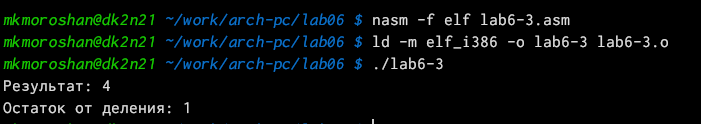 mkmoroshan@dk2n21 ~/work/arch-pc/lab06 $ nasm -f elf lab6-3.asm
mkmoroshan@dk2n21 ~/work/arch-pc/lab06 $ ld -m elf_i386 -o lab6-3 lab6-3.o
mkmoroshan@dk2n21 ~/work/arch-pc/lab06 $ ./lab6-3
Результат: 4
Остаток от деления: 1